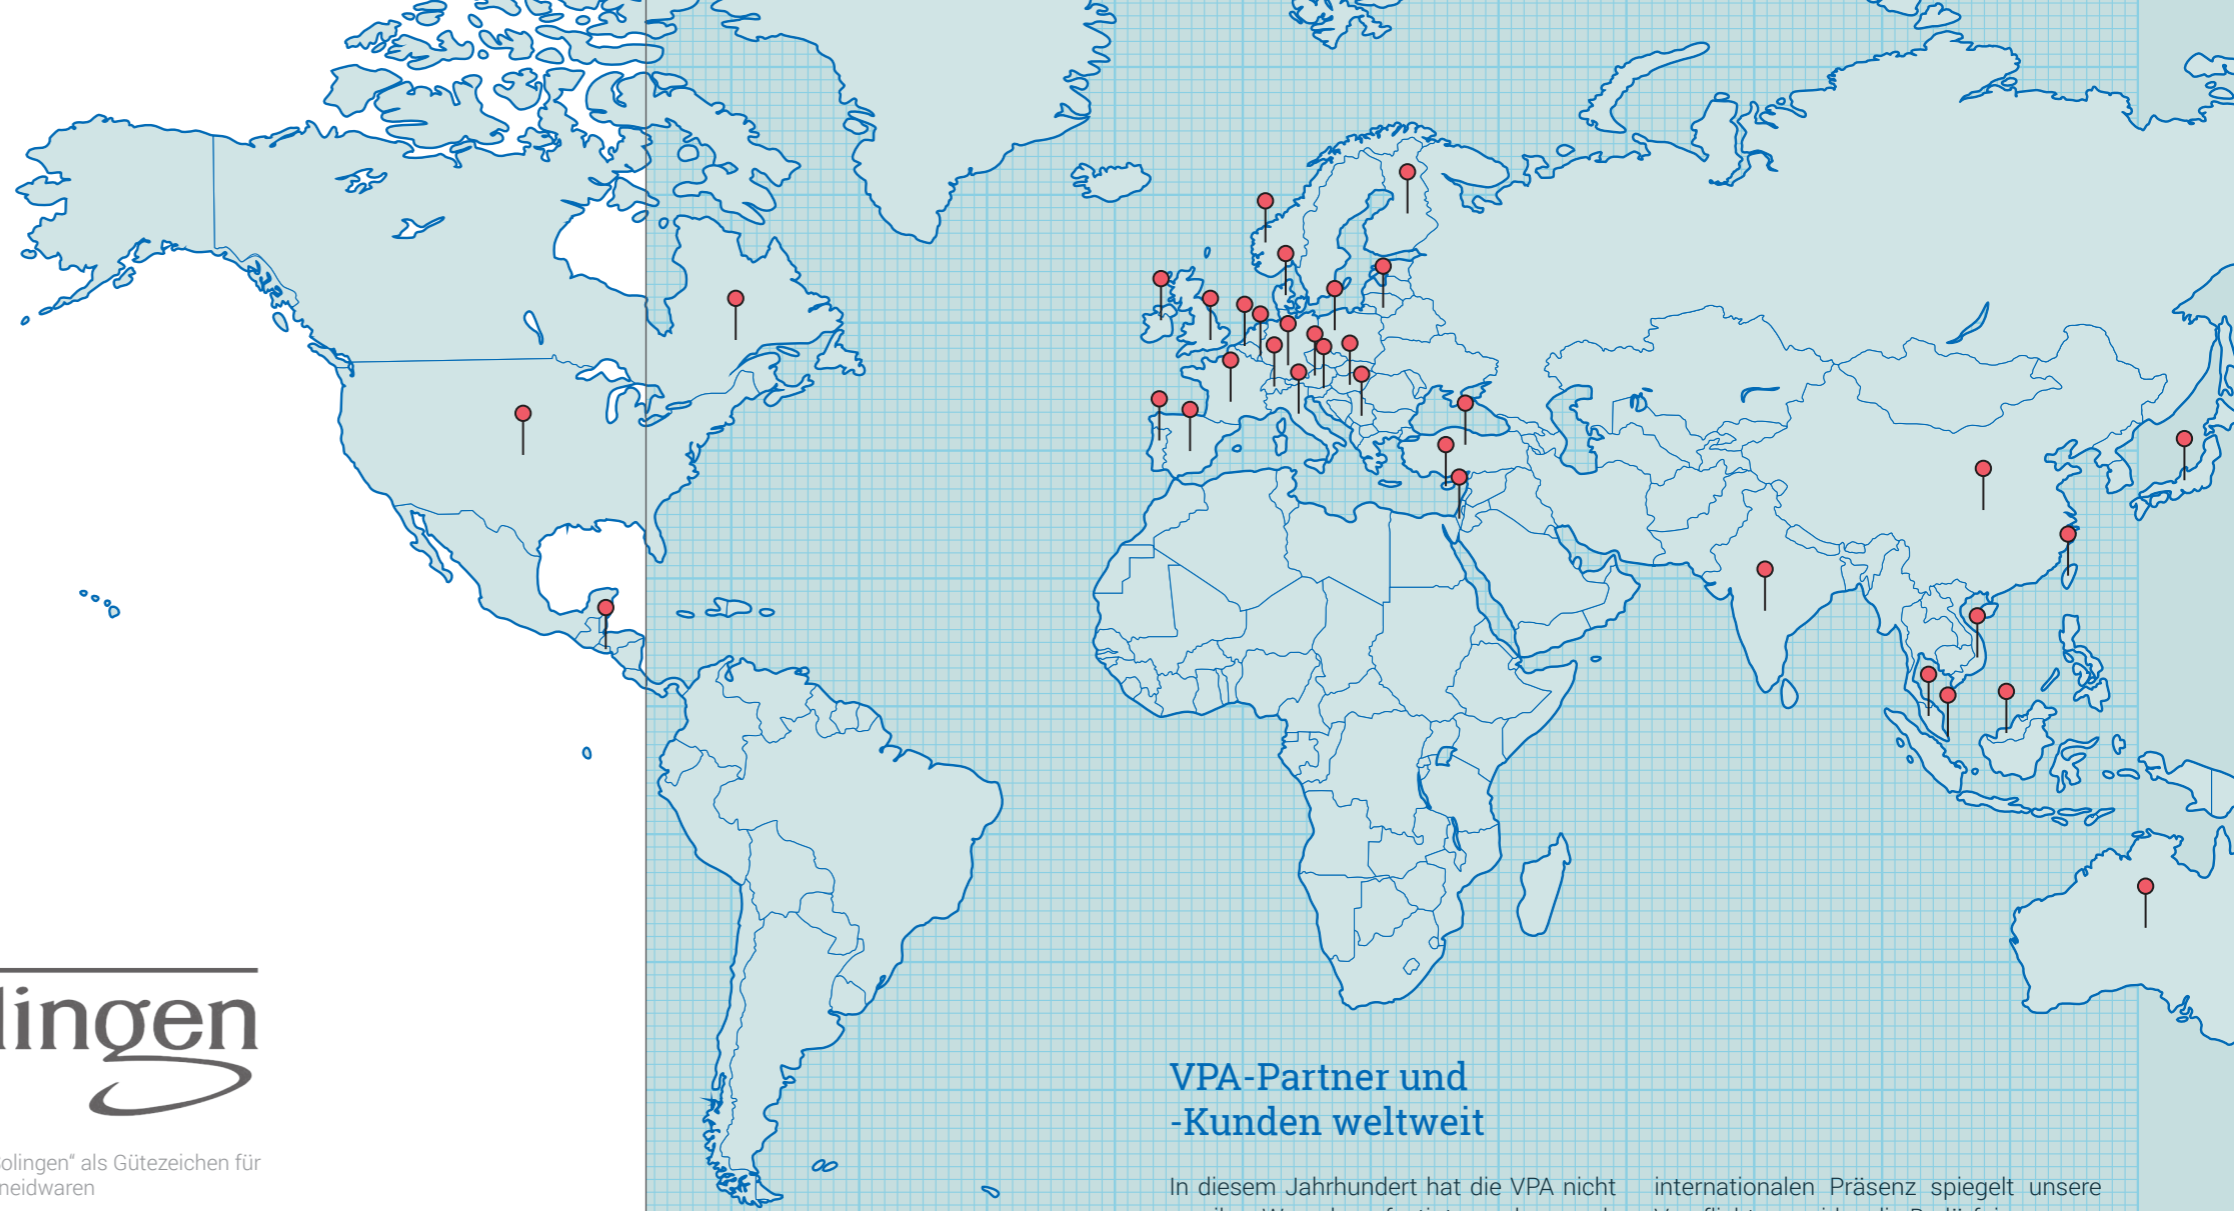 lingen
olingen“ als Gütezeichen für
neidwaren
VPA-Partner und
-Kunden weltweit
In diesem Jahrhundert hat die VPA nicht
internationalen Präsenz spiegelt unsere